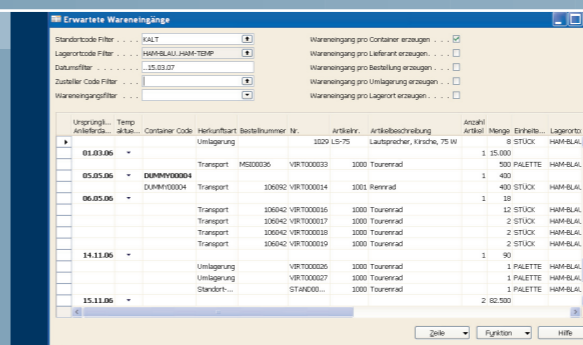 Erwartete Wareneingänge
Standortcode Filter . . . . KALT Wareneingang pro Container erzeugen . . .
Lagerortcode Filter . . . . HAM-BLAU..HAM-TEMP Wareneingang pro Lieferant erzeugen. . . .
Datumsfilter . . . . . . . ..15.03.07 Wareneingang pro Bestellung erzeugen . . .
Zusteller Code Filter . . . Wareneingang pro Umlagerung erzeugen . .
Wareneingangsfilter . . . Wareneingang pro Lagerort erzeugen . . . .
Ursprüngli... Temp Anzahl
Anlieferda... aktue... Container Code Herkunftsart Bestellnummer Nr. Artikelnr. Artikelbeschreibung Artikel Menge Einheite... Lagerorto
Umlagerung 1029 LS-75 Lautsprecher, Kirsche, 75 W 8 STÜCK HAM-BLAU
01.03.06 1 15.000
Transport MSI00036 VIRT000033 1000 Tourenrad 500 PALETTE HAM-BLAU
05.05.06 DUMMY00004 1 400
DUMMY00004 Transport 106092 VIRT000014 1001 Rennrad 400 STÜCK HAM-BLAU
06.05.06 1 18
Transport 106042 VIRT000016 1000 Tourenrad 12 STÜCK HAM-BLAU
Transport 106042 VIRT000017 1000 Tourenrad 2 STÜCK HAM-BLAU
Transport 106042 VIRT000018 1000 Tourenrad 2 STÜCK HAM-BLAU
Transport 106042 VIRT000019 1000 Tourenrad 2 STÜCK HAM-BLAU
14.11.06 1 90
Umlagerung VIRT000026 1000 Tourenrad 1 PALETTE HAM-BLAU
Umlagerung VIRT000027 1000 Tourenrad 1 PALETTE HAM-BLAU
Standort-... STAND00... 1000 Tourenrad 1 PALETTE HAM-BLAU
15.11.06 2 82.500
Zeile Funktion Hilfe